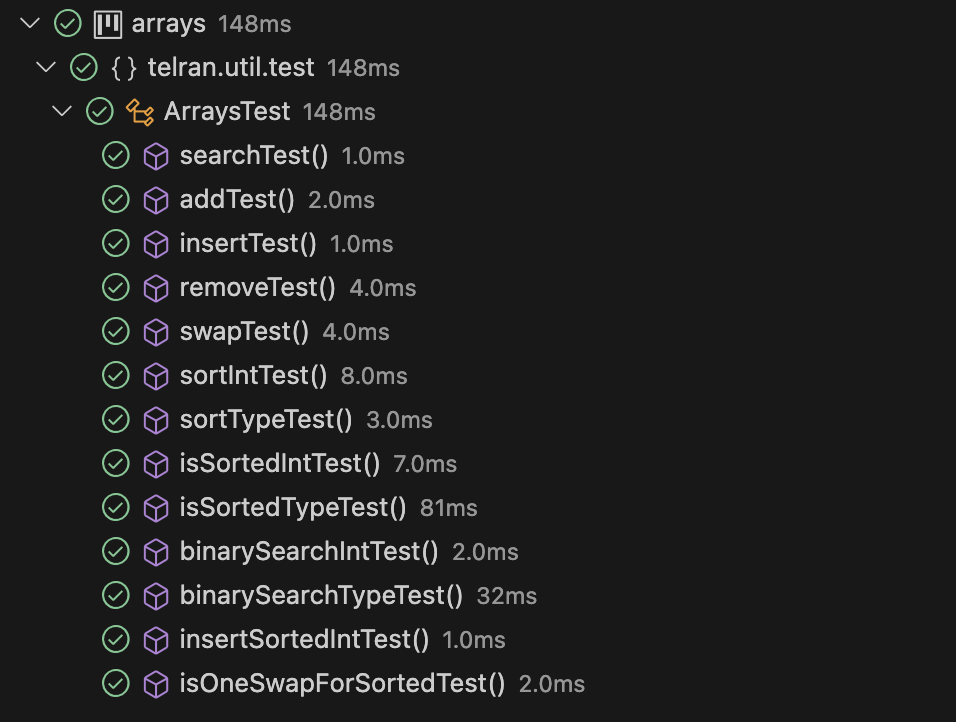 arrays 148ms
{} telran.util.test 148ms
ArraysTest 148ms
searchTest() 1.0ms
addTest() 2.0ms
insertTest() 1.0ms
removeTest() 4.0ms
swapTest() 4.0ms
sortIntTest() 8.0ms
sortTypeTest() 3.0ms
isSortedIntTest() 7.0ms
isSortedTypeTest() 81ms
binarySearchIntTest() 2.0ms
binarySearchTypeTest() 32ms
insertSortedIntTest() 1.0ms
isOneSwapForSortedTest() 2.0ms